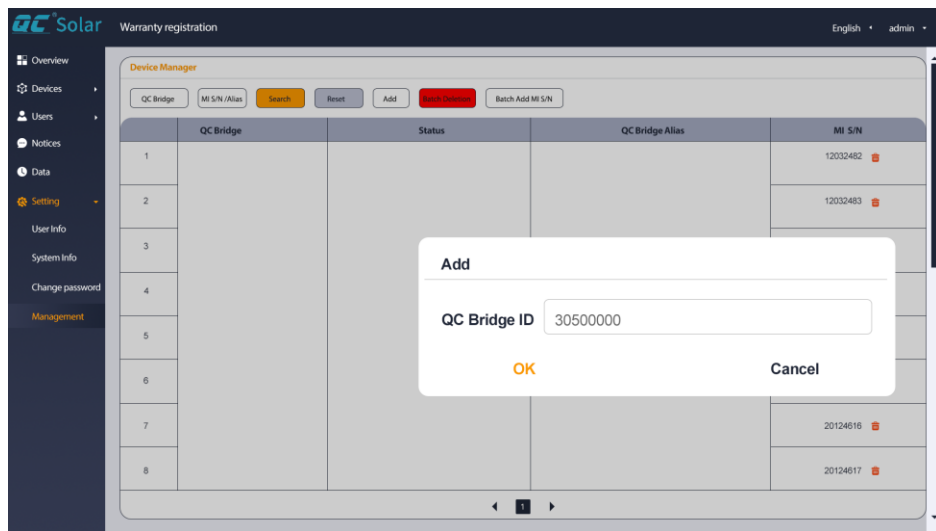 QC® Solar
Warranty registration
English
admin
Overview
Devices
Users
Notices
Data
Setting
User Info
System Info
Change password
Management
Device Manager
QC Bridge
MI S/N /Alias
Search
Reset
Add
Batch Direction
Batch Add MI S/N
QC Bridge Status QC Bridge Alias MI S/N
1 12032482
2 12032483
3
4
5
6
7 20124616
8 20124617
Add
QC Bridge ID 30500000
OK Cancel
1